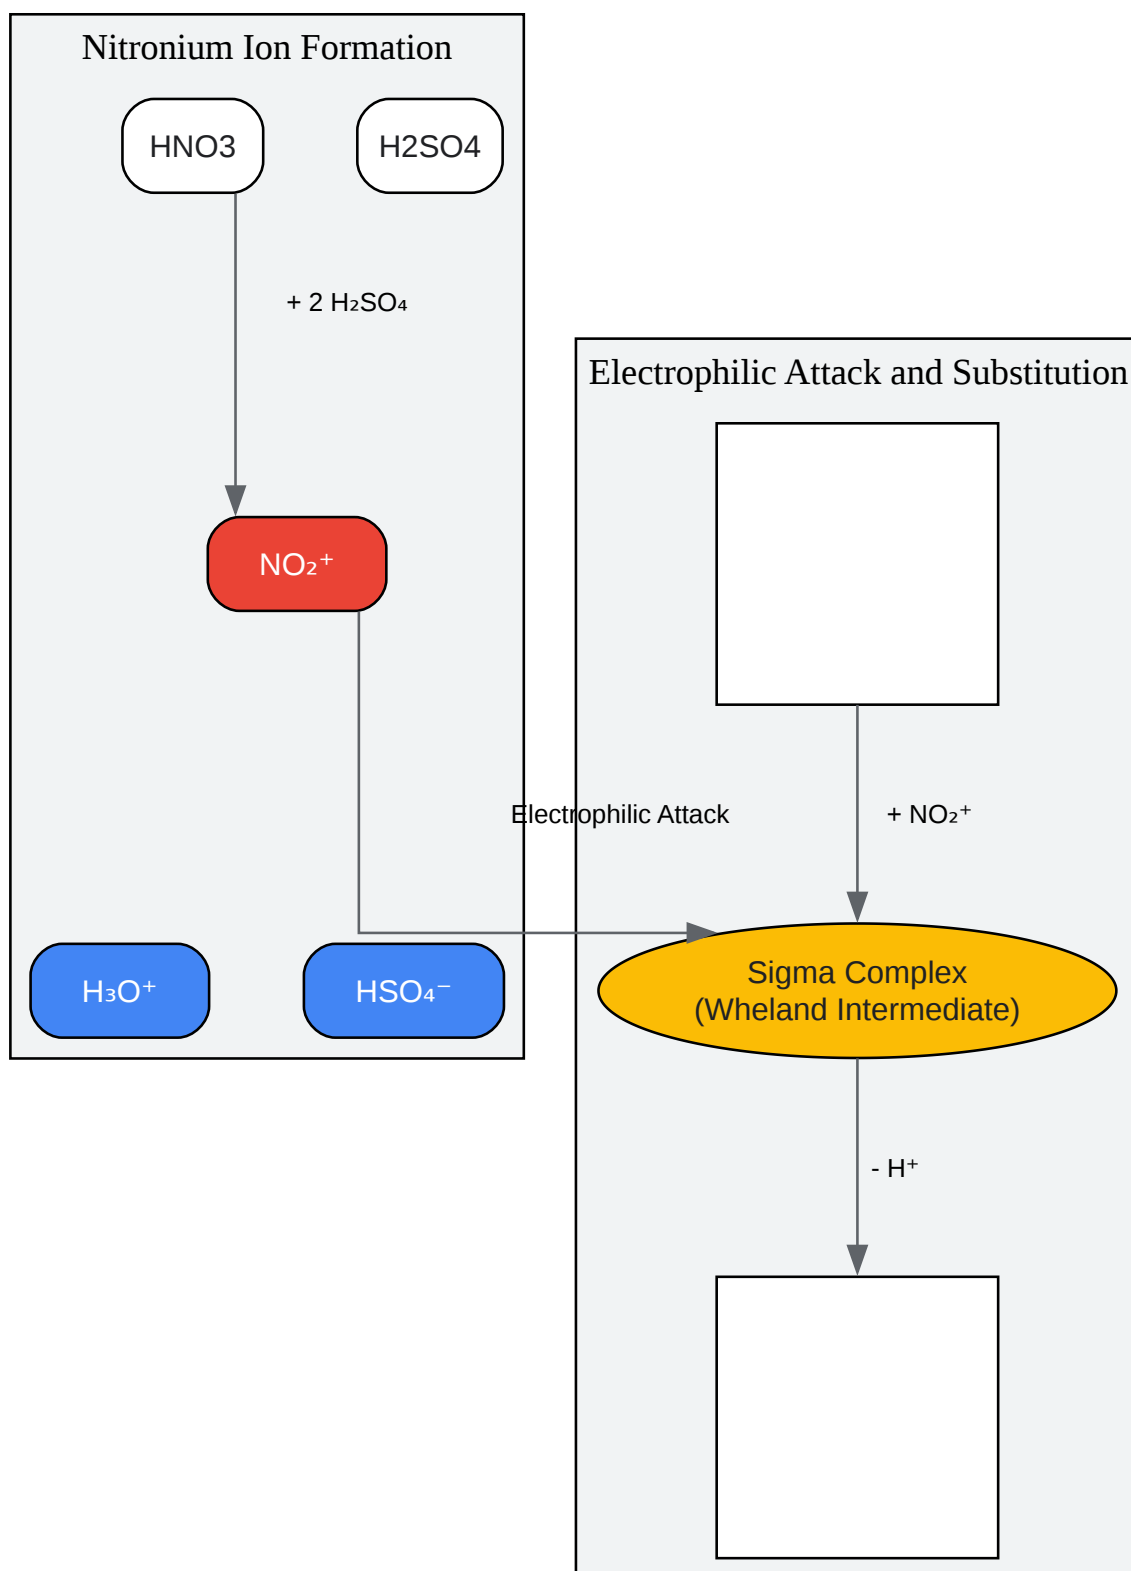 Nitronium Ion Formation
HNO3
H2SO4
+ 2 H₂SO₄
NO₂⁺
H₃O⁺
HSO₄⁻
Electrophilic Attack and Substitution
Electrophilic Attack
+ NO₂⁺
Sigma Complex
(Wheland Intermediate)
- H⁺